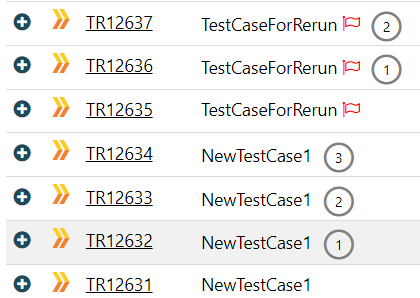 TR12637 TestCaseForRerun 2
TR12636 TestCaseForRerun 1
TR12635 TestCaseForRerun
TR12634 NewTestCase1 3
TR12633 NewTestCase1 2
TR12632 NewTestCase1 1
TR12631 NewTestCase1